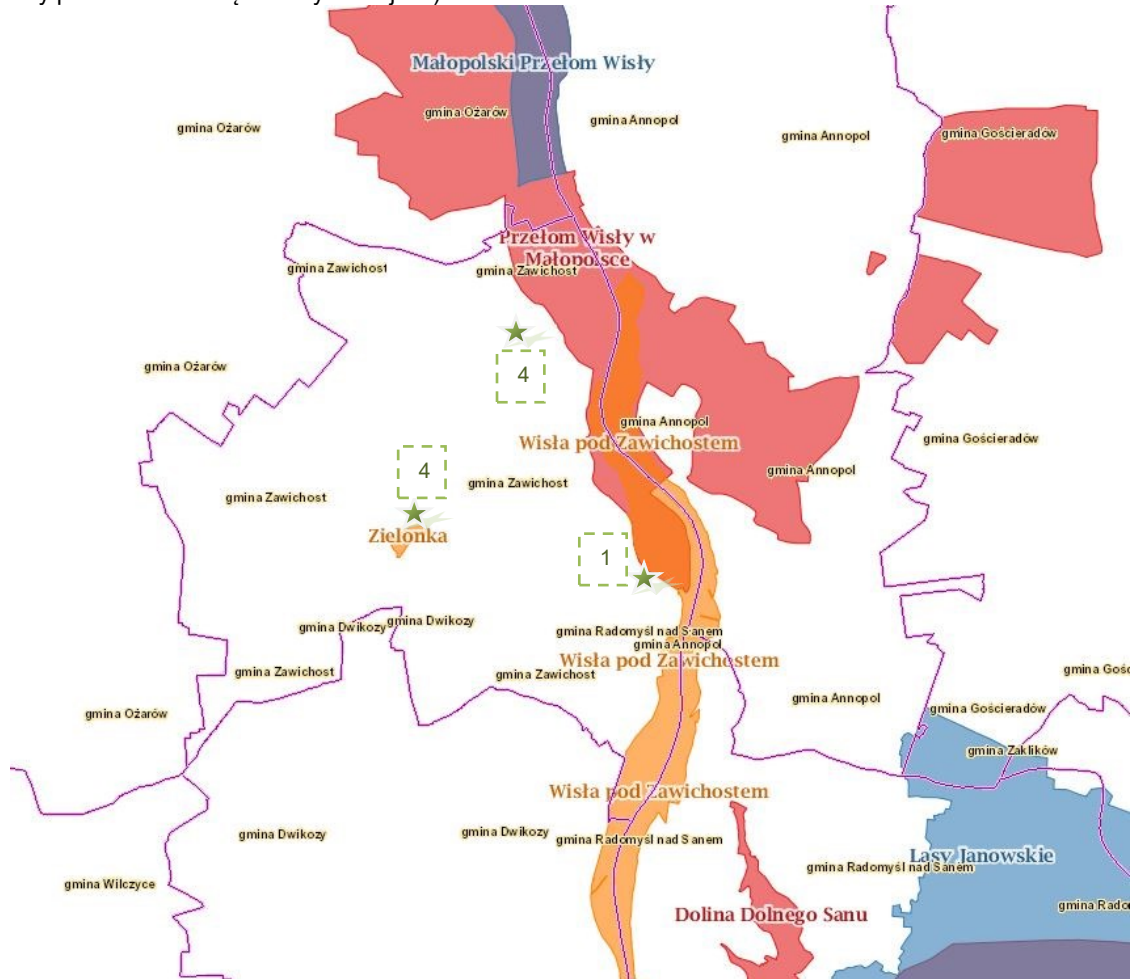 Małopolski Przełom Wisły
gmina Ożarów
gmina Ożarów
gmina Annopol
gmina Annopol
gmina Gościeradów
Przełom Wisły w
Małopolsce
gmina Zawichost
gmina Zawichost
4
gmina Ożarów
gmina Annopol
Wisła pod Zawichostem
gmina Gościeradów
4
gmina Zawichost
gmina Zawichost
gmina Annopol
Zielonka
1
gmina Dwikozy
gmina Dwikozy
gmina Radomyśl nad Sanem
gmina Annopol
Wisła pod Zawichostem
gmina Zawichost
gmina Zawichost
gmina Annopol
gmina Gośc
gmina Ożarów
gmina Gościeradów
gmina Zaklików
Wisła pod Zawichostem
gmina Dwikozy
gmina Dwikozy
gmina Radomyśl nad Sanem
Lasy Janowskie
gmina Radomyśl nad Sanem
gmina Wilczyce
gmina Rado
Dolina Dolnego Sanu